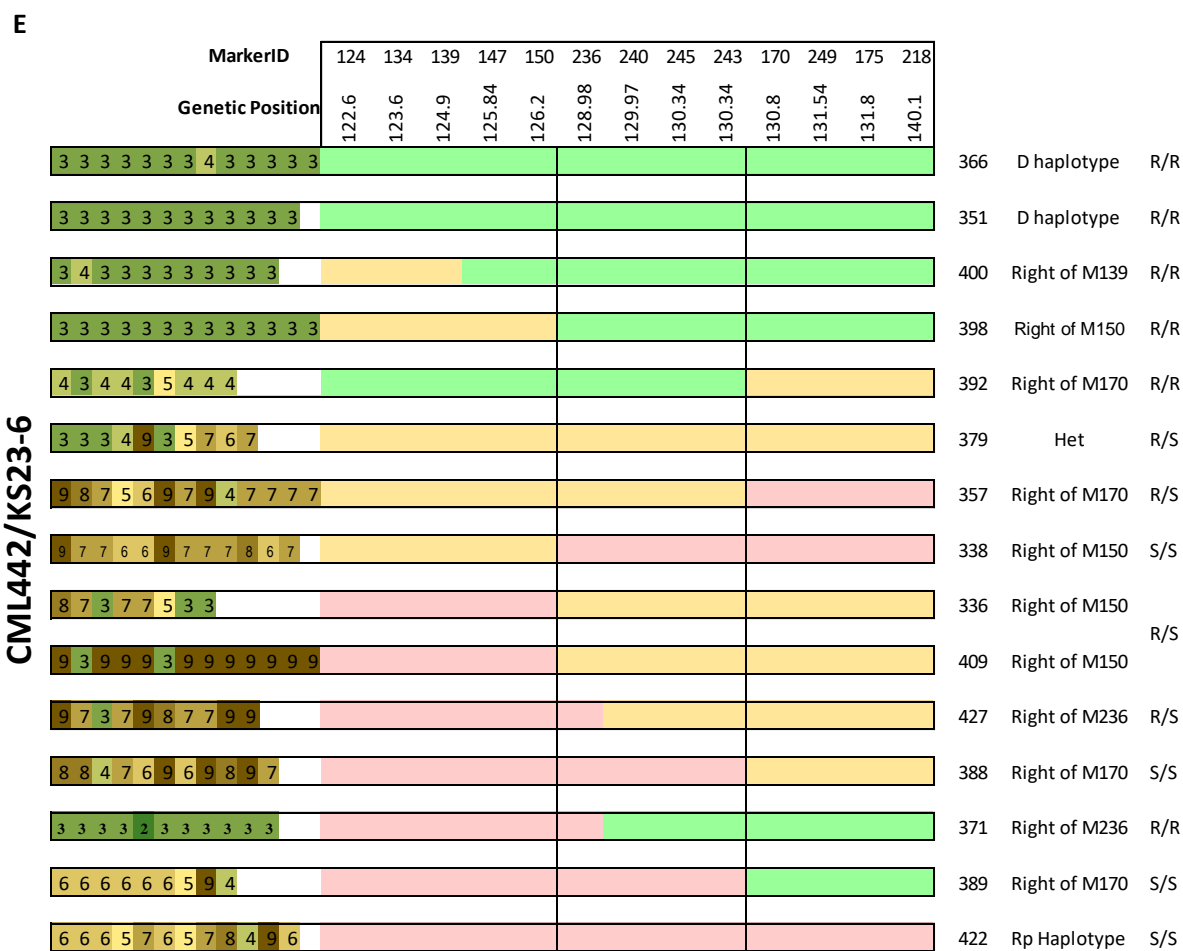 E
MarkerID 124 134 139 147 150 236 240 245 243 170 249 175 218
Genetic Position 122.6 123.6 124.9 125.84 126.2 128.98 129.97 130.34 130.34 130.8 131.54 131.8 140.1
CML442/KS23-6
3 3 3 3 3 3 3 4 3 3 3 3 3 366 D haplotype R/R
3 3 3 3 3 3 3 3 3 3 3 3 351 D haplotype R/R
3 4 3 3 3 3 3 3 3 3 3 400 Right of M139 R/R
3 3 3 3 3 3 3 3 3 3 3 3 3 398 Right of M150 R/R
4 3 4 4 3 5 4 4 4 392 Right of M170 R/R
3 3 3 4 9 3 5 7 6 7 379 Het R/S
9 8 7 5 6 9 7 9 4 7 7 7 7 357 Right of M170 R/S
9 7 7 6 6 9 7 7 7 8 6 7 338 Right of M150 S/S
8 7 3 7 7 5 3 3 336 Right of M150
R/S
9 3 9 9 9 3 9 9 9 9 9 9 9 409 Right of M150
9 7 3 7 9 8 7 7 9 9 427 Right of M236 R/S
8 8 4 7 6 9 6 9 8 9 7 388 Right of M170 S/S
3 3 3 3 2 3 3 3 3 3 3 371 Right of M236 R/R
6 6 6 6 6 6 5 9 4 389 Right of M170 S/S
6 6 6 5 7 6 5 7 8 4 9 6 422 Rp Haplotype S/S